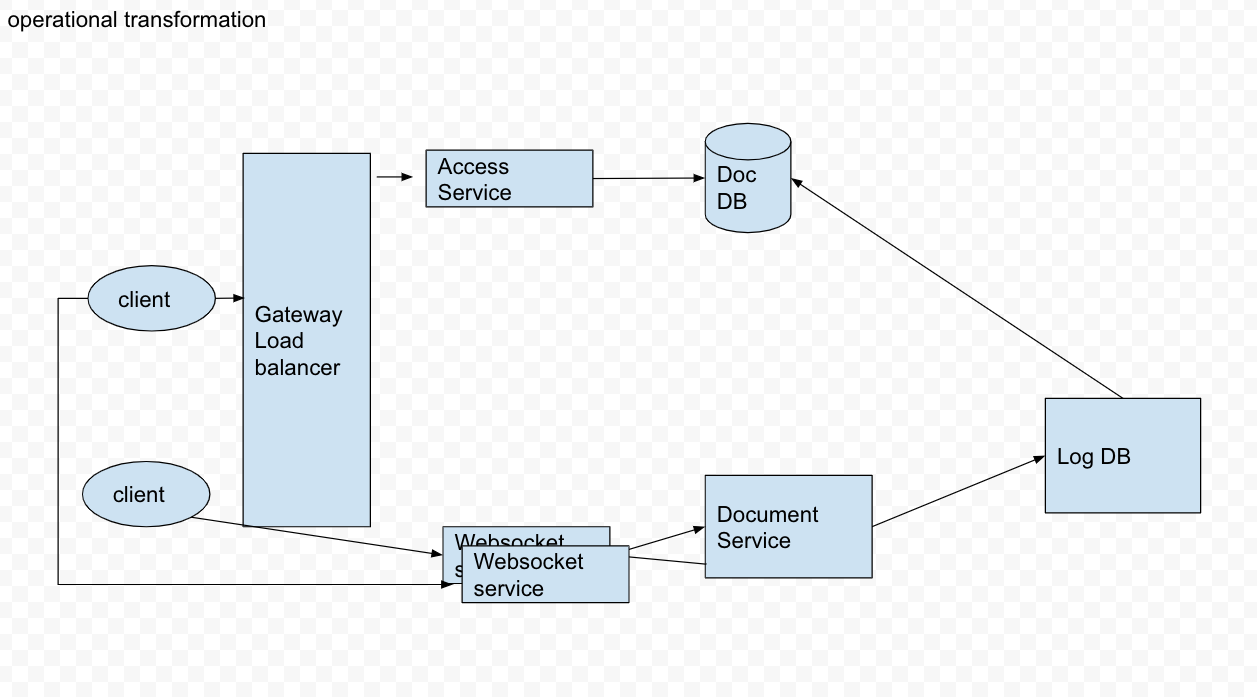 operational transformation
Access
Service
Doc
DB
client
Gateway
Load
balancer
Log DB
client
Document
Service
Websocket
s
Websocket
service